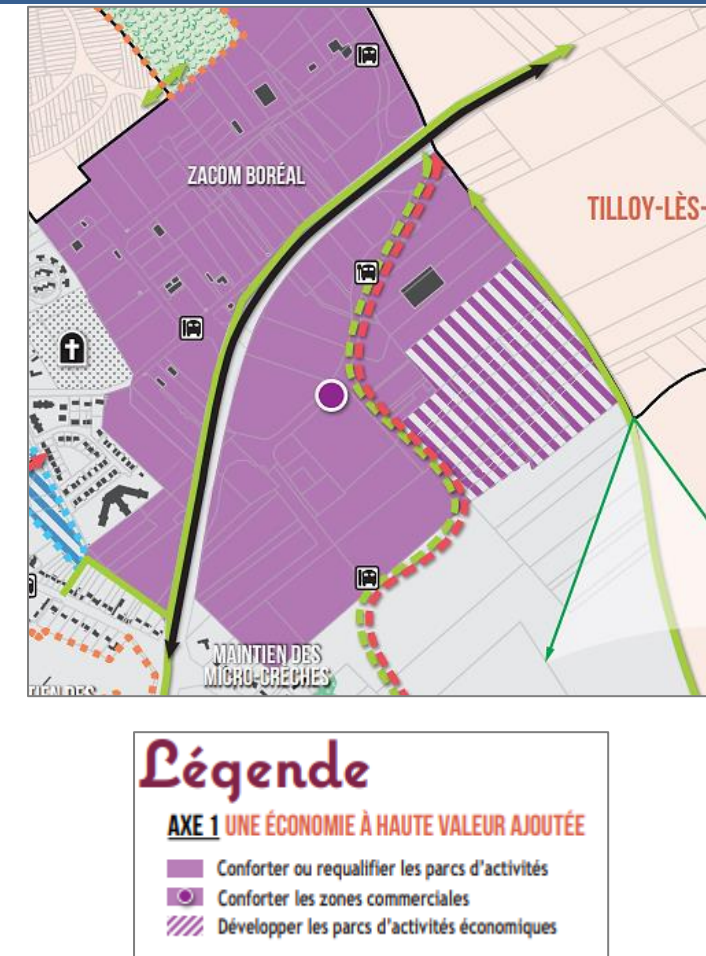 ZACOM BORÉAL
TILLOY-LÈS-
MAINTIEN DES
MICRO-CRÈCHES
Légende
AXE 1 UNE ÉCONOMIE À HAUTE VALEUR AJOUTÉE
Conforter ou requalifier les parcs d'activités
Conforter les zones commerciales
Développer les parcs d'activités économiques